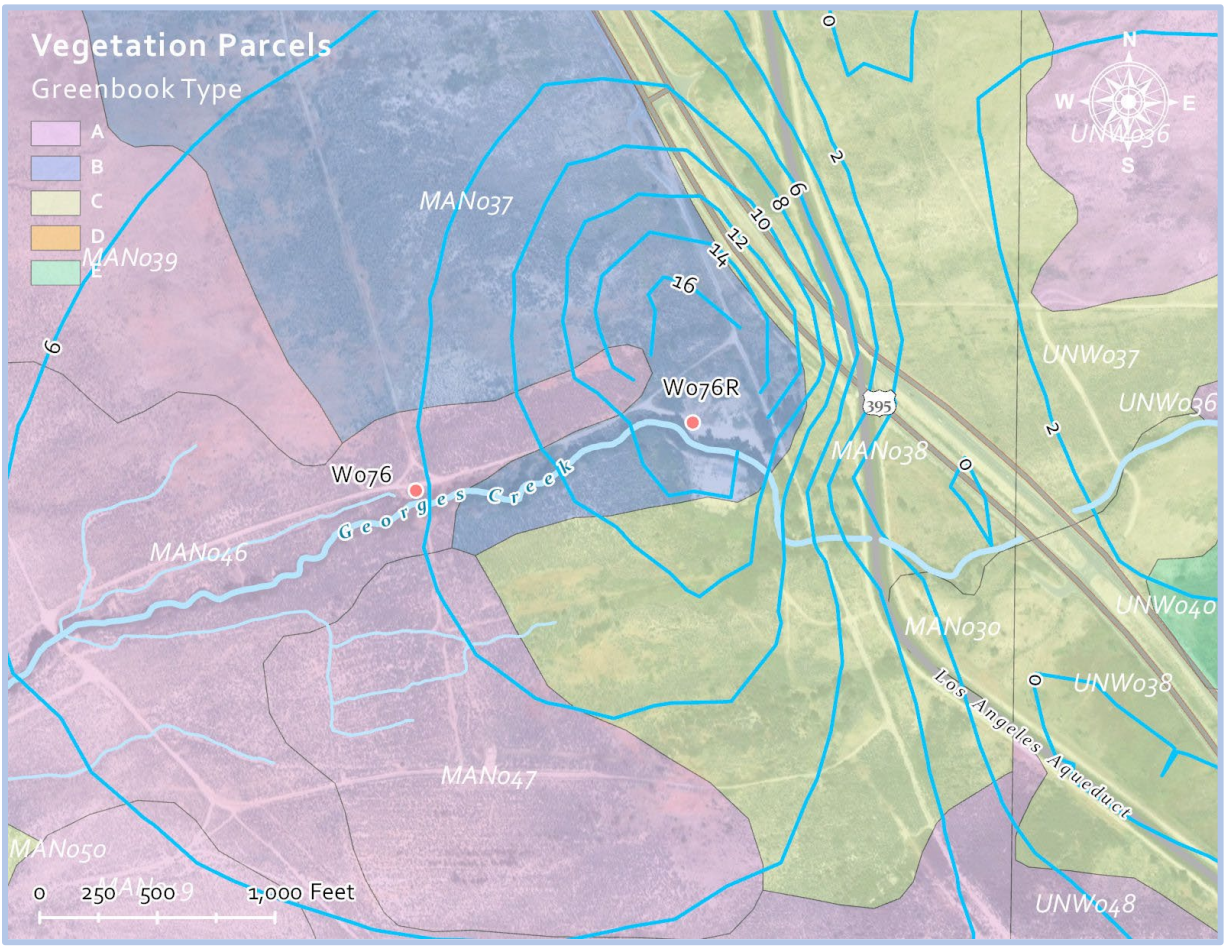 Vegetation Parcels
Greenbook Type
A
B
C
D
E
N
W
E
S
0
2
6
8
10
12
14
16
6
2
0
0
UNW036
MAN037
MAN039
UNW037
UNW036
W076R
395
MAN038
W076
Georges Creek
MAN046
UNW040
MAN030
UNW038
Los Angeles Aqueduct
MAN047
MAN050
UNW048
0 250 500 1,000 Feet